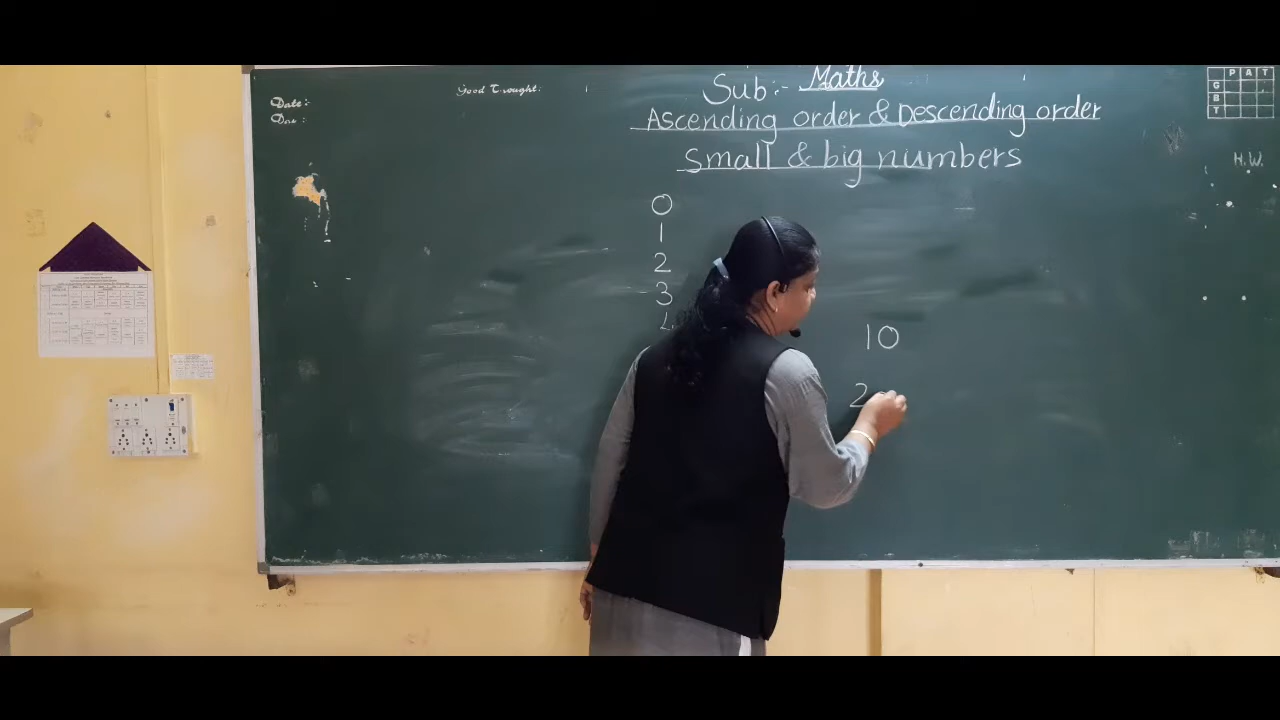 Date:-
Good Thought:
Sub:- Maths
P A T
G
B
T
Ascending order & Descending order
Small & big numbers
H.W.
0
1
2
3
4
10
2